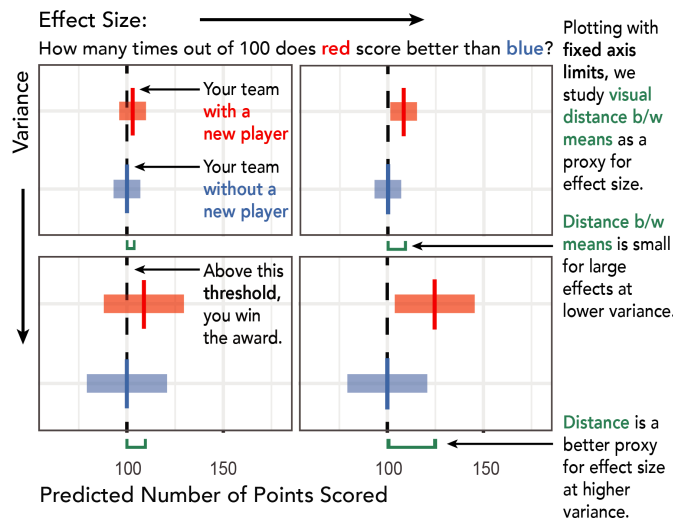 Effect Size:
How many times out of 100 does red score better than blue?
Variance
Your team
with a
new player
Your team
without a
new player
Above this
threshold,
you win
the award.
100
150
100
150
Predicted Number of Points Scored
Plotting with
fixed axis
limits, we
study visual
distance b/w
means as a
proxy for
effect size.
Distance b/w
means is small
for large
effects at
lower variance.
Distance is a
better proxy
for effect size
at higher
variance.